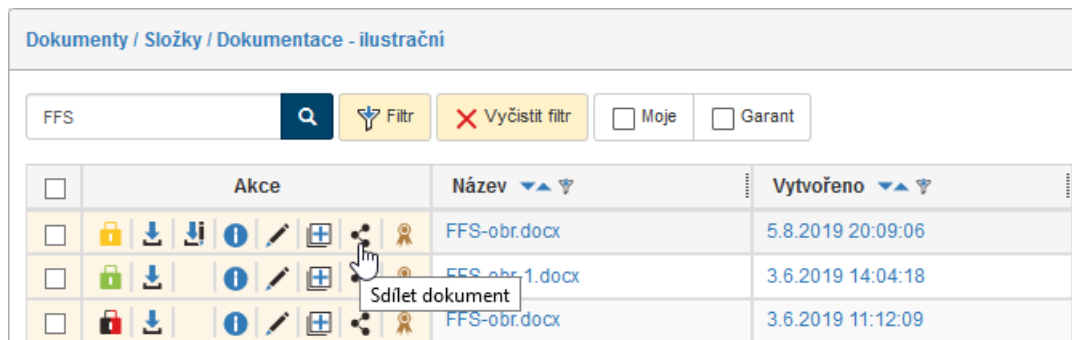 Dokumenty / Složky / Dokumentace - ilustrační
FFS Filtr Vyčistit filtr Moje Garant
Akce Název Vytvořeno
FFS-obr.docx 5.8.2019 20:09:06
FFS-obr-1.docx 3.6.2019 14:04:18
Sdílet dokument
FFS-obr.docx 3.6.2019 11:12:09